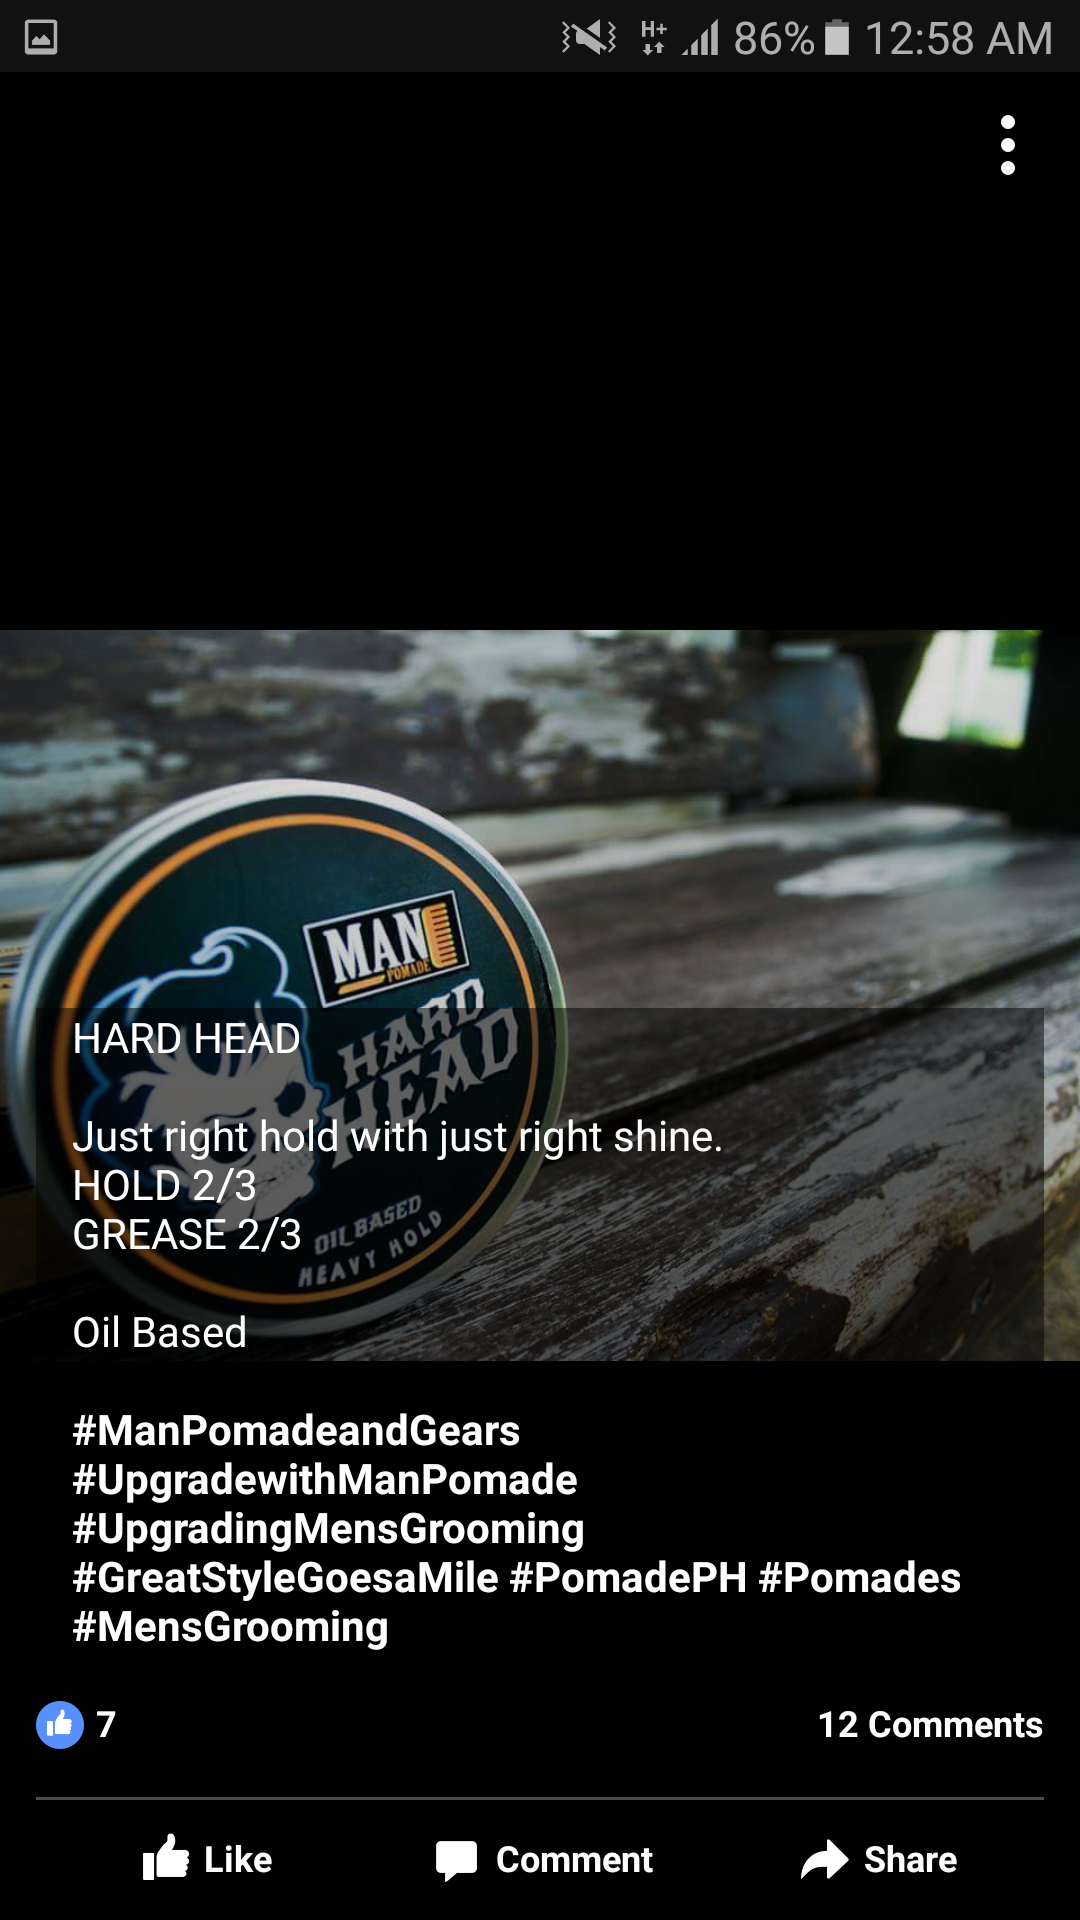 H+ 86% 12:58 AM
MAN
POMADE
HARD
HEAD
OIL BASED
HEAVY HOLD
HARD HEAD
Just right hold with just right shine.
HOLD 2/3
GREASE 2/3
Oil Based
#ManPomadeandGears
#UpgradewithManPomade
#UpgradingMensGrooming
#GreatStyleGoesaMile #PomadePH #Pomades
#MensGrooming
7 12 Comments
Like Comment Share